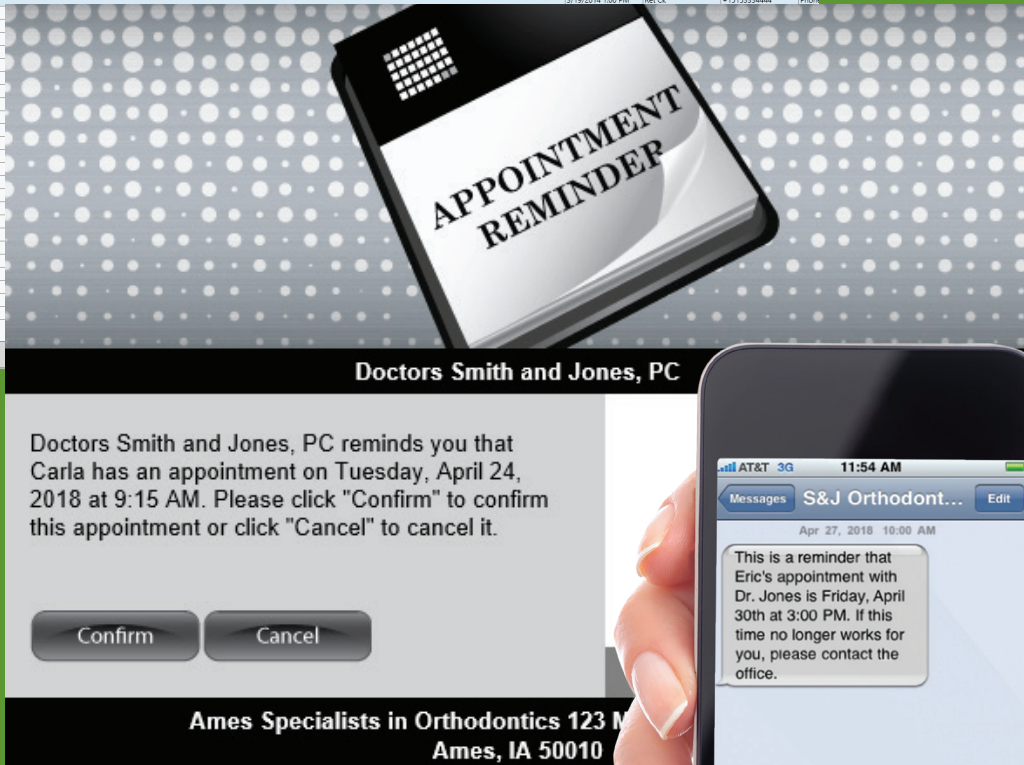 APPOINTMENT
REMINDER
Doctors Smith and Jones, PC
Doctors Smith and Jones, PC reminds you that
Carla has an appointment on Tuesday, April 24,
2018 at 9:15 AM. Please click "Confirm" to confirm
this appointment or click "Cancel" to cancel it.
Confirm Cancel
Ames Specialists in Orthodontics 123
Ames, IA 50010
AT&T 3G 11:54 AM
Messages S&J Orthodont... Edit
Apr 27, 2018 10:00 AM
This is a reminder that
Eric's appointment with
Dr. Jones is Friday, April
30th at 3:00 PM. If this
time no longer works for
you, please contact the
office.